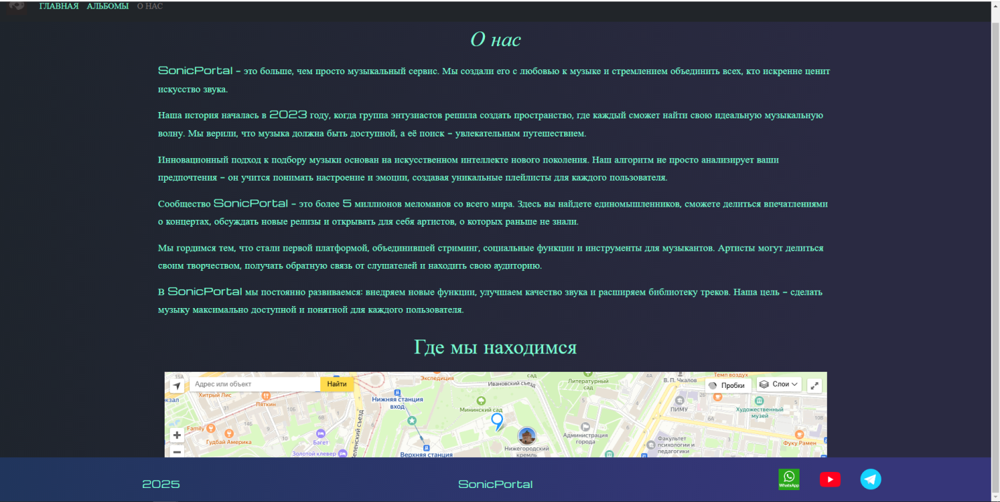 ГЛАВНАЯ АЛЬБОМЫ О НАС
О нас
SonicPortal – это больше, чем просто музыкальный сервис. Мы создали его с любовью к музыке и стремлением объединить всех, кто искренне ценит
искусство звука.
Наша история началась в 2023 году, когда группа энтузиастов решила создать пространство, где каждый сможет найти свою идеальную музыкальную
волну. Мы верили, что музыка должна быть доступной, а её поиск – увлекательным путешествием.
Инновационный подход к подбору музыки основан на искусственном интеллекте нового поколения. Наш алгоритм не просто анализирует ваши
предпочтения – он учится понимать настроение и эмоции, создавая уникальные плейлисты для каждого пользователя.
Сообщество SonicPortal – это более 5 миллионов меломанов со всего мира. Здесь вы найдете единомышленников, сможете делиться впечатлениями
о концертах, обсуждать новые релизы и открывать для себя артистов, о которых раньше не знали.
Мы гордимся тем, что стали первой платформой, объединившей стриминг, социальные функции и инструменты для музыкантов. Артисты могут делиться
своим творчеством, получать обратную связь от слушателей и находить свою аудиторию.
В SonicPortal мы постоянно развиваемся: внедряем новые функции, улучшаем качество звука и расширяем библиотеку треков. Наша цель – сделать
музыку максимально доступной и понятной для каждого пользователя.
Где мы находимся
15А
Экспедиция
сад
Литературный
сад
В. П. Чкалов
Темп воздух
Адрес или объект Найти
Ивановский съезд
Пробки Слои
Хитрый Лис
Пяткин
Нижняя станция
вход
Мининский сад
ПИМУ
Художественный
музей
Family
Гудбай Америка
Багет
Администрация
города
Нижегородский
кремль
Факультет
психологии и
педагогики
Фуку Рамен
Золотой клевер
Верхняя станция
2025 SonicPortal WhatsApp